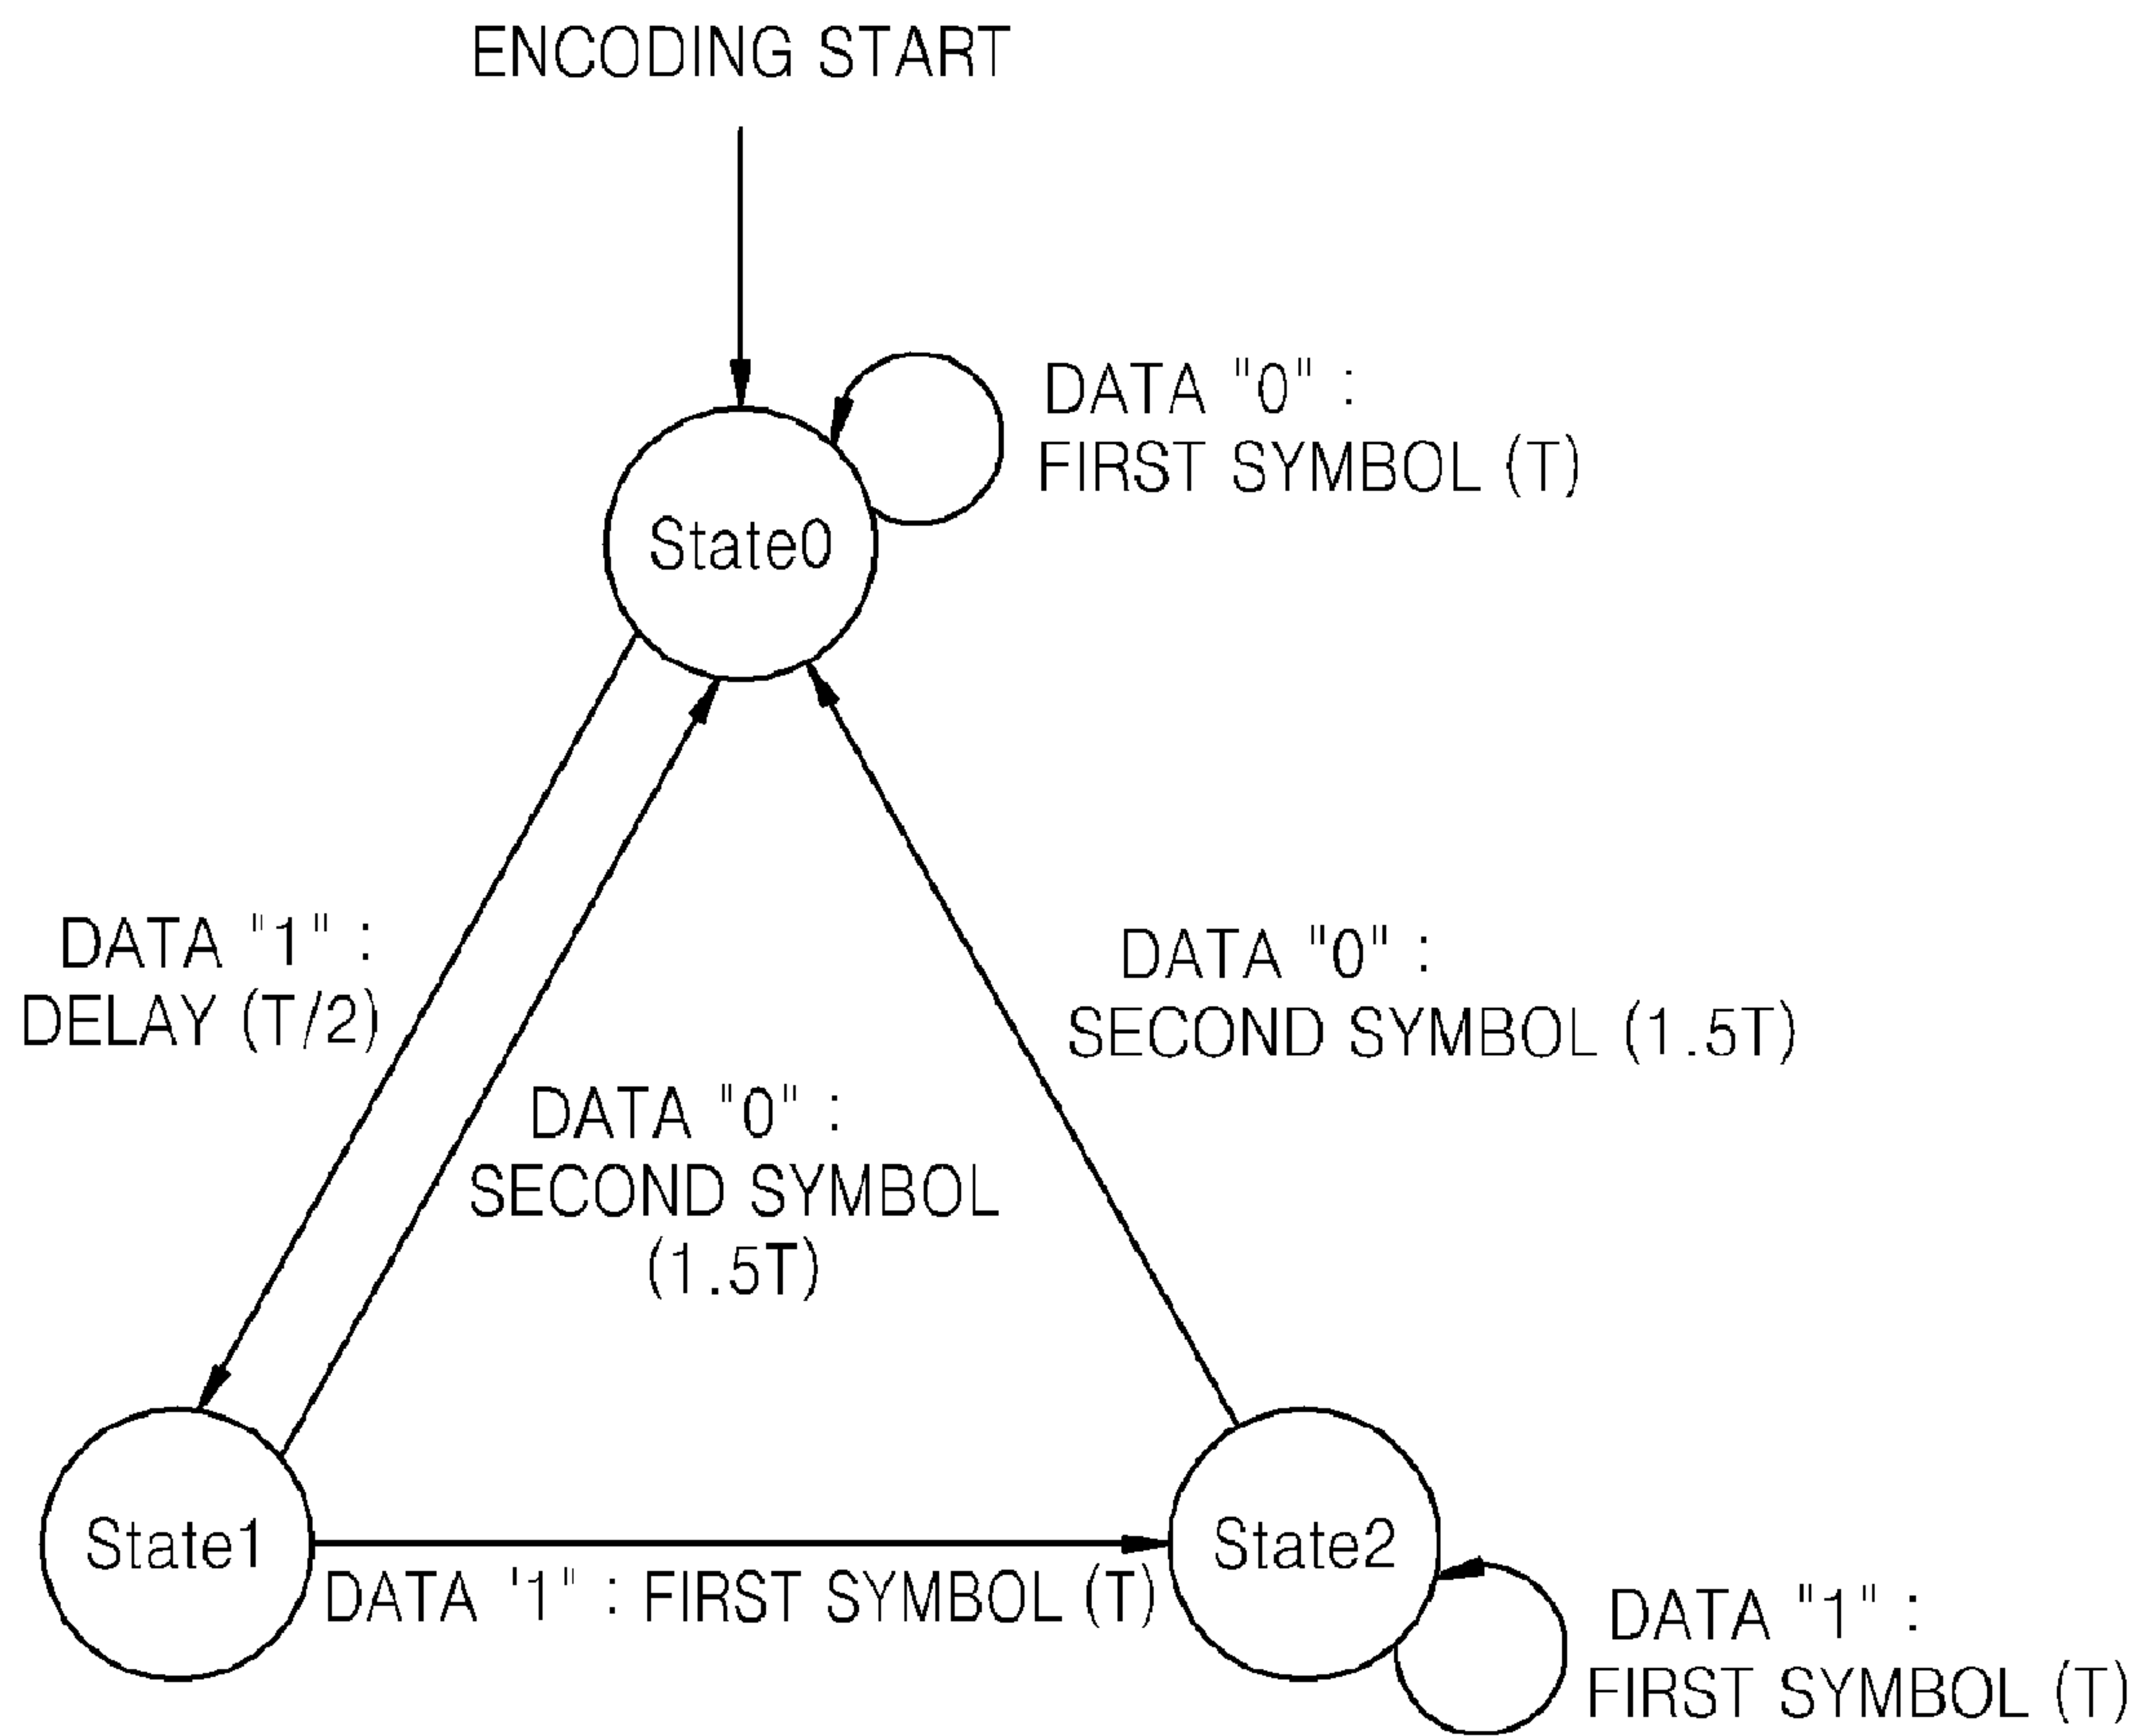 ENCODING START
DATA "0" :
FIRST SYMBOL (T)
State0
DATA "1" :
DELAY (T/2)
DATA "0" :
SECOND SYMBOL (1.5T)
DATA "0" :
SECOND SYMBOL
(1.5T)
State1
State2
DATA '1" : FIRST SYMBOL (T)
DATA "1" :
FIRST SYMBOL (T)